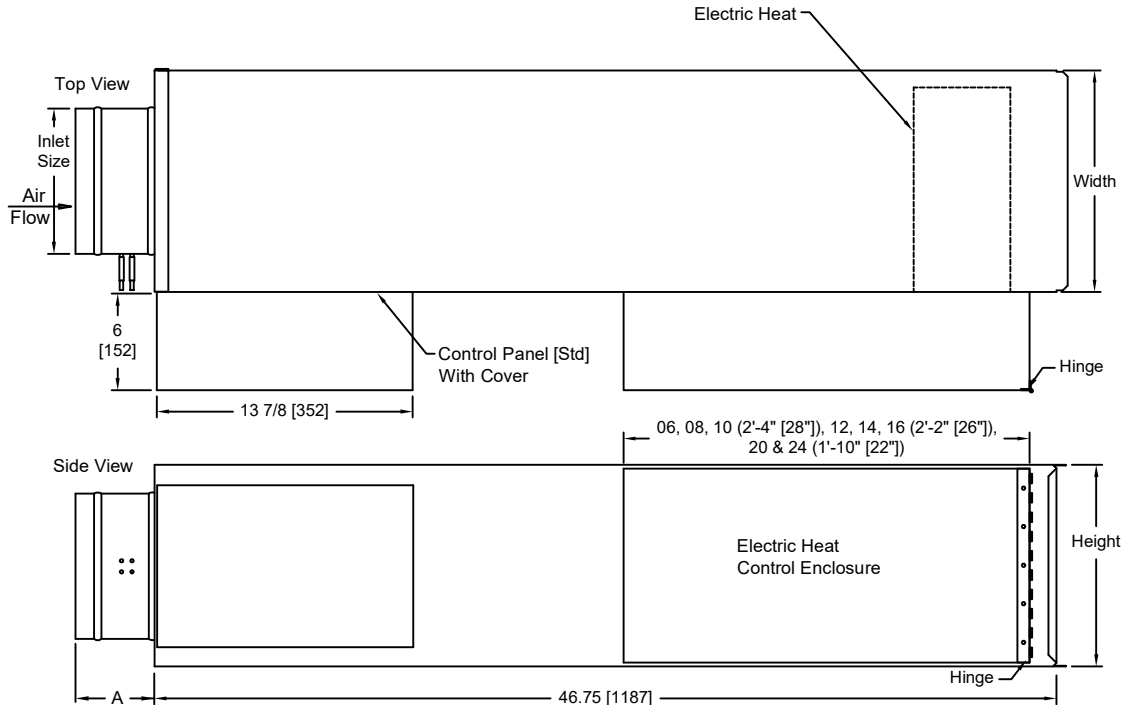 Electric Heat
Top View
Inlet
Size
Air
Flow
Width
6
[152]
Control Panel [Std]
With Cover
Hinge
13 7/8 [352]
06, 08, 10 (2'-4" [28"]), 12, 14, 16 (2'-2" [26"]),
20 & 24 (1'-10" [22"])
Side View
Electric Heat
Control Enclosure
Height
Hinge
A
46.75 [1187]